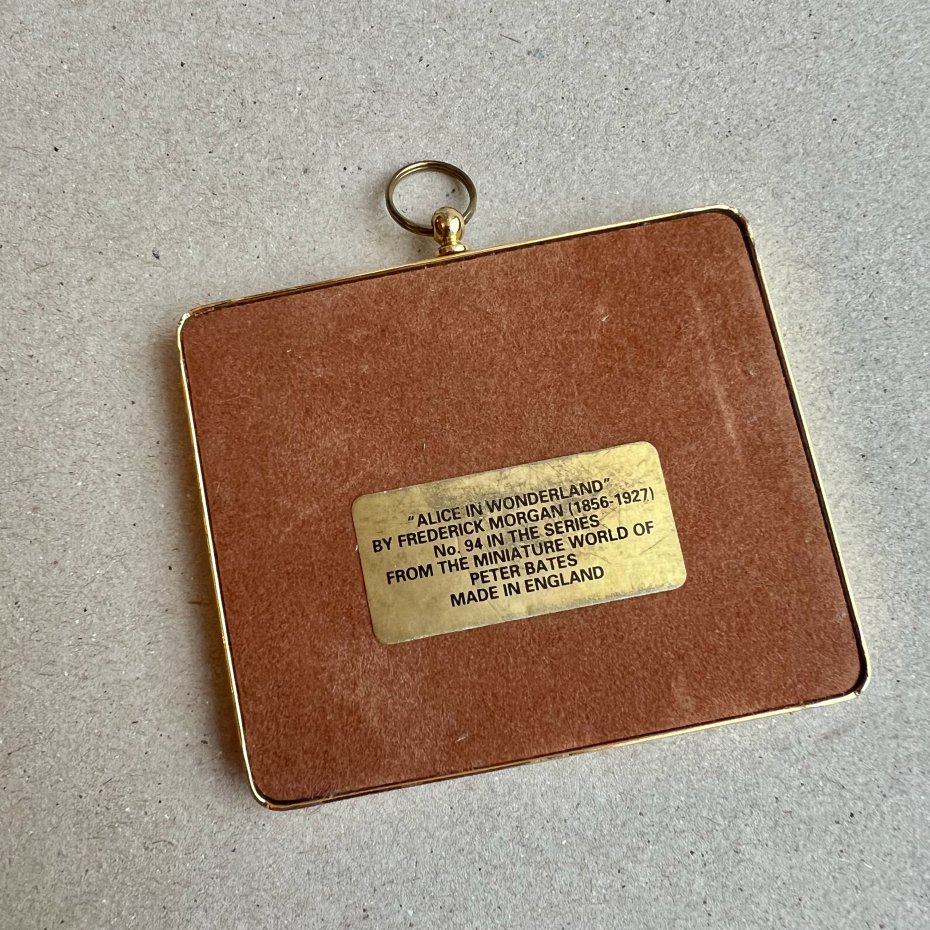 "ALICE IN WONDERLAND"
BY FREDERICK MORGAN (1856-1927)
No. 94 IN THE SERIES
FROM THE MINIATURE WORLD OF
PETER BATES
MADE IN ENGLAND